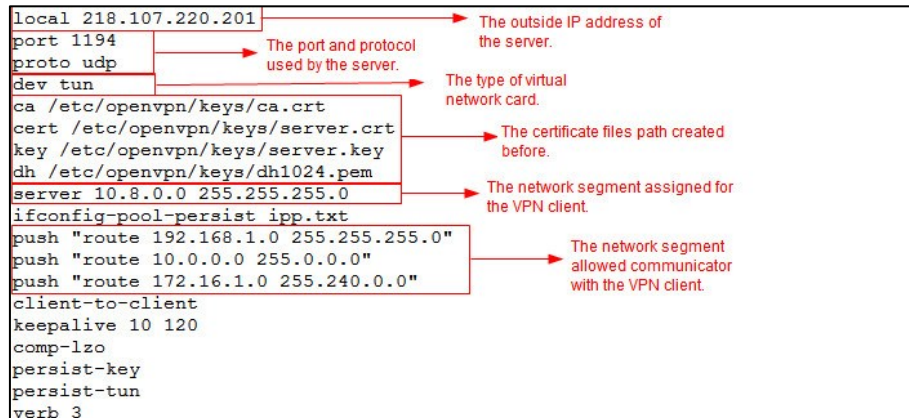 local 218.107.220.201
The outside IP address of
the server.
port 1194
proto udp
The port and protocol
used by the server.
dev tun
The type of virtual
network card.
ca /etc/openvpn/keys/ca.crt
cert /etc/openvpn/keys/server.crt
key /etc/openvpn/keys/server.key
dh /etc/openvpn/keys/dh1024.pem
The certificate files path created
before.
server 10.8.0.0 255.255.255.0
The network segment assigned for
the VPN client.
ifconfig-pool-persist ipp.txt
push "route 192.168.1.0 255.255.255.0"
push "route 10.0.0.0 255.0.0.0"
push "route 172.16.1.0 255.240.0.0"
The network segment
allowed communicator
with the VPN client.
client-to-client
keepalive 10 120
comp-lzo
persist-key
persist-tun
verb 3